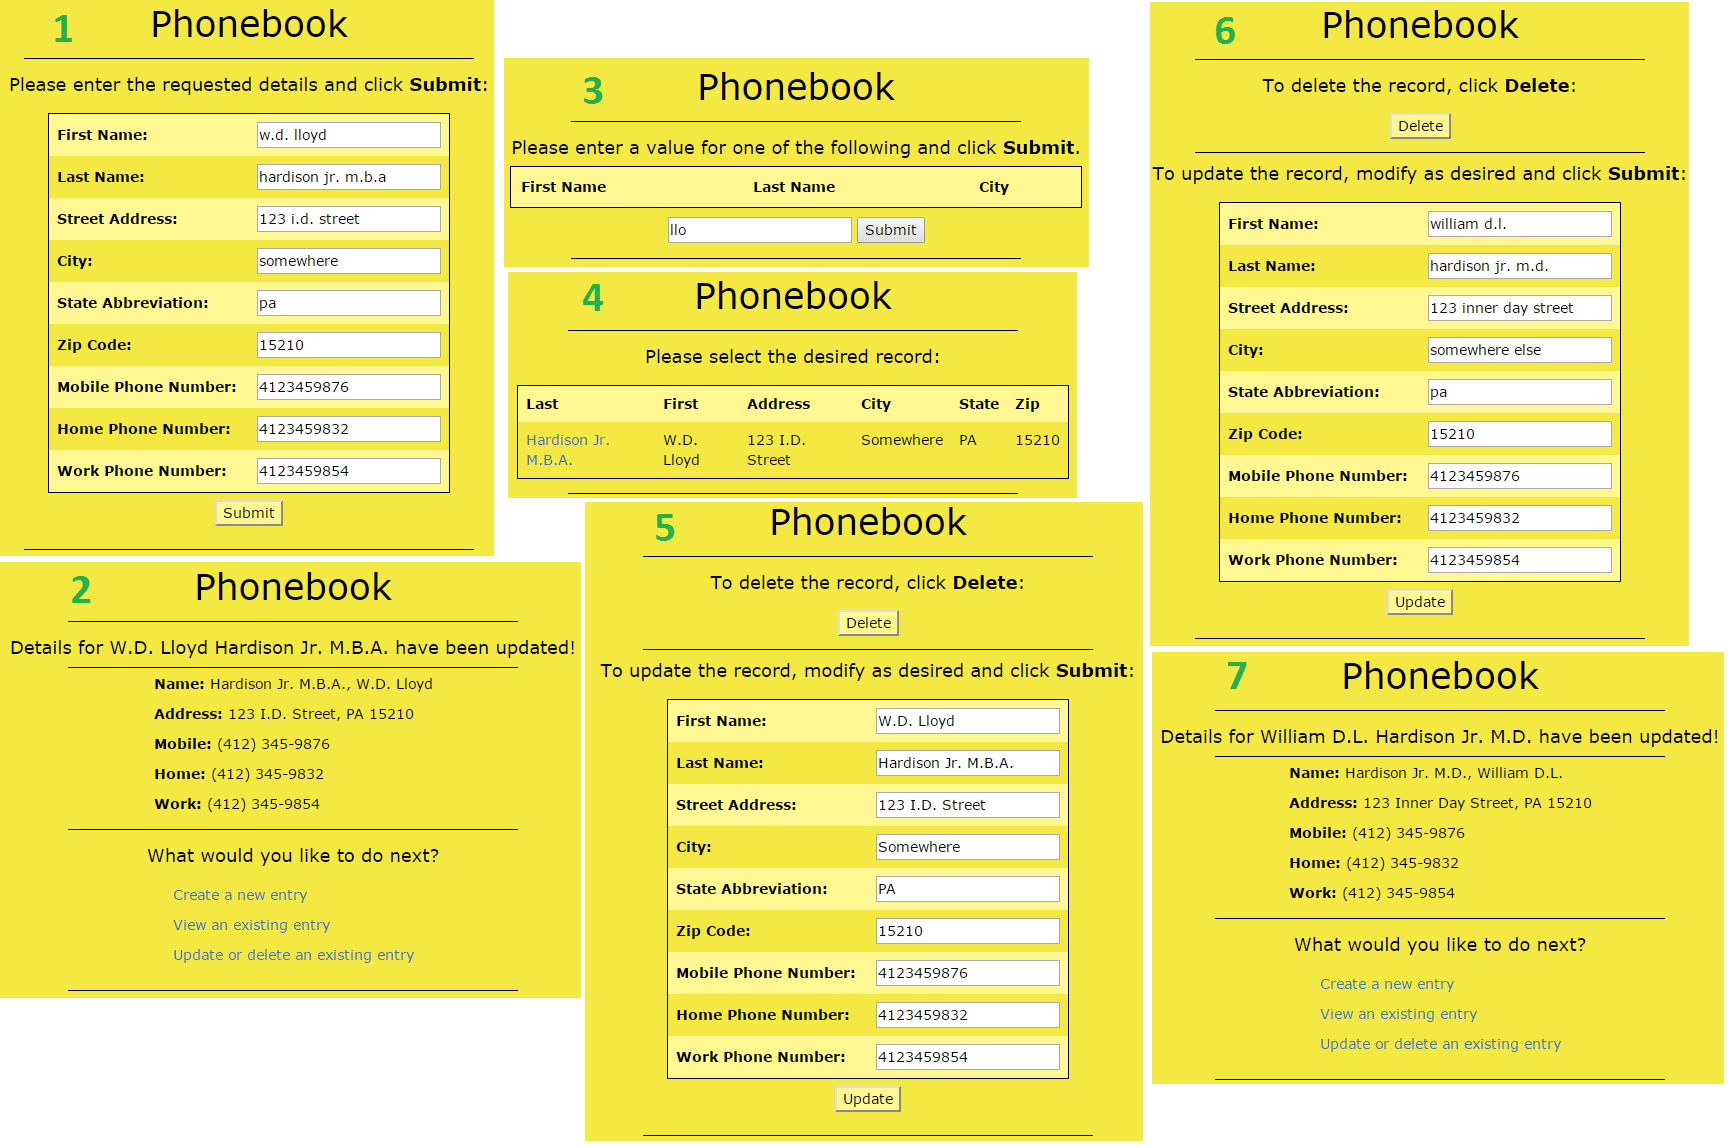 1
Phonebook
Please enter the requested details and click Submit:
First Name: w.d. lloyd
Last Name: hardison jr. m.b.a
Street Address: 123 i.d. street
City: somewhere
State Abbreviation: pa
Zip Code: 15210
Mobile Phone Number: 4123459876
Home Phone Number: 4123459832
Work Phone Number: 4123459854
Submit
2
Phonebook
Details for W.D. Lloyd Hardison Jr. M.B.A. have been updated!
Name: Hardison Jr. M.B.A., W.D. Lloyd
Address: 123 I.D. Street, PA 15210
Mobile: (412) 345-9876
Home: (412) 345-9832
Work: (412) 345-9854
What would you like to do next?
Create a new entry
View an existing entry
Update or delete an existing entry
3
Phonebook
Please enter a value for one of the following and click Submit.
First Name Last Name City
llo Submit
4
Phonebook
Please select the desired record:
Last First Address City State Zip
Hardison Jr. W.D. 123 I.D. Somewhere PA 15210
M.B.A. Lloyd Street
5
Phonebook
To delete the record, click Delete:
Delete
To update the record, modify as desired and click Submit:
First Name: W.D. Lloyd
Last Name: Hardison Jr. M.B.A.
Street Address: 123 I.D. Street
City: Somewhere
State Abbreviation: PA
Zip Code: 15210
Mobile Phone Number: 4123459876
Home Phone Number: 4123459832
Work Phone Number: 4123459854
Update
6
Phonebook
To delete the record, click Delete:
Delete
To update the record, modify as desired and click Submit:
First Name: william d.l.
Last Name: hardison jr. m.d.
Street Address: 123 inner day street
City: somewhere else
State Abbreviation: pa
Zip Code: 15210
Mobile Phone Number: 4123459876
Home Phone Number: 4123459832
Work Phone Number: 4123459854
Update
7
Phonebook
Details for William D.L. Hardison Jr. M.D. have been updated!
Name: Hardison Jr. M.D., William D.L.
Address: 123 Inner Day Street, PA 15210
Mobile: (412) 345-9876
Home: (412) 345-9832
Work: (412) 345-9854
What would you like to do next?
Create a new entry
View an existing entry
Update or delete an existing entry